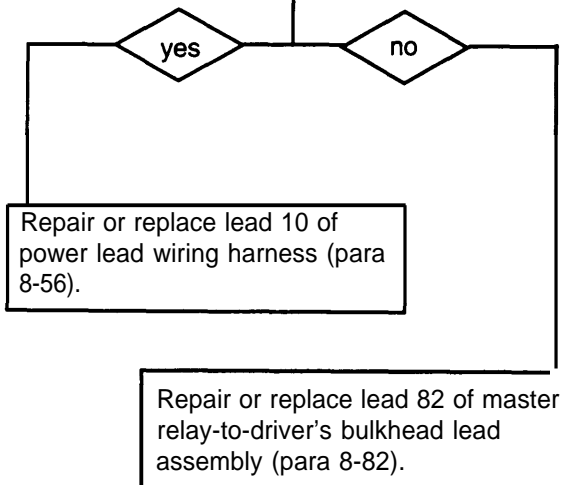 yes
no
Repair or replace lead 10 of
power lead wiring harness (para
8-56).
Repair or replace lead 82 of master
relay-to-driver's bulkhead lead
assembly (para 8-82).